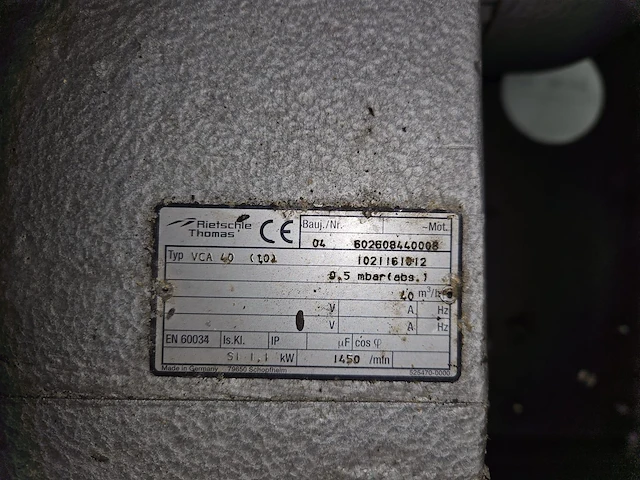 Rietschle
Thomas
CE
Bauj./Nr. ~Mot.
04 602608440008
Typ VCA 40 1021161012
0.5 mbar(abs.)
40 m³/h
V A Hz
V A Hz
EN 60034 Is.Kl. IP µF cos φ
1.1 kW 1450 /min
Made in Germany 79650 Schopfheim 525470-0000